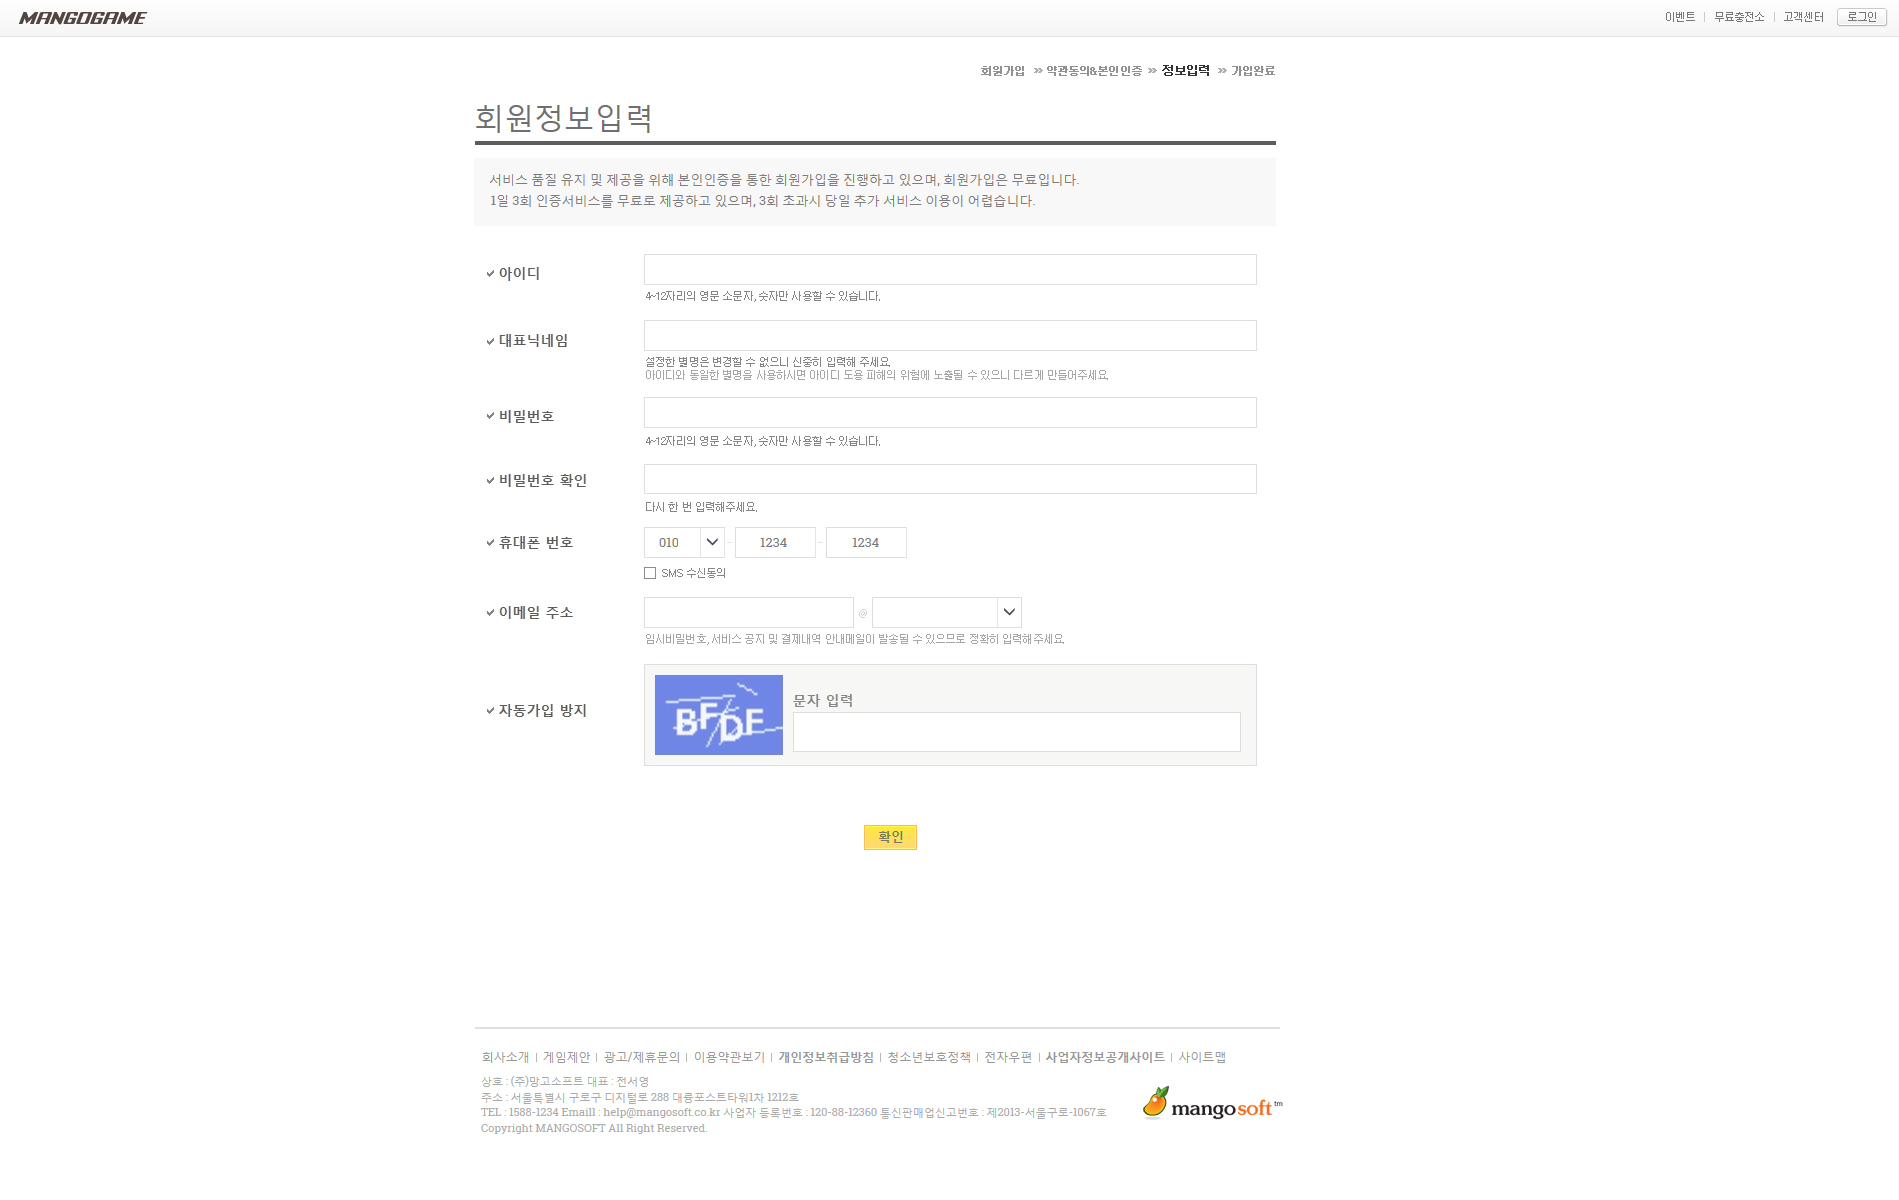 MANGOGAME
이벤트 | 무료충전소 | 고객센터 로그인
회원가입 » 약관동의&본인인증 » 정보입력 » 가입완료
회원정보입력
서비스 품질 유지 및 제공을 위해 본인인증을 통한 회원가입을 진행하고 있으며, 회원가입은 무료입니다.
1일 3회 인증서비스를 무료로 제공하고 있으며, 3회 초과시 당일 추가 서비스 이용이 어렵습니다.
아이디
4~12자리의 영문 소문자, 숫자만 사용할 수 있습니다.
대표닉네임
설정한 별명은 변경할 수 없으니 신중히 입력해 주세요.
아이디와 동일한 별명을 사용하시면 아이디 도용 피해의 위험에 노출될 수 있으니 다르게 만들어주세요.
비밀번호
4~12자리의 영문 소문자, 숫자만 사용할 수 있습니다.
비밀번호 확인
다시 한 번 입력해주세요.
휴대폰 번호 010 - 1234 - 1234
SMS 수신동의
이메일 주소 @
임시비밀번호, 서비스 공지 및 결제내역 안내메일이 발송될 수 있으므로 정확히 입력해주세요.
자동가입 방지 BFDF 문자 입력
확인
회사소개 | 게임제안 | 광고/제휴문의 | 이용약관보기 | 개인정보취급방침 | 청소년보호정책 | 전자우편 | 사업자정보공개사이트 | 사이트맵
상호 : (주)망고소프트 대표 : 전서영
주소 : 서울특별시 구로구 디지털로 288 대륭포스트타워1차 1212호
TEL : 1588-1234 Emaill : help@mangosoft.co.kr 사업자 등록번호 : 120-88-12360 통신판매업신고번호 : 제2013-서울구로-1067호
Copyright MANGOSOFT All Right Reserved.
mangosoft tm